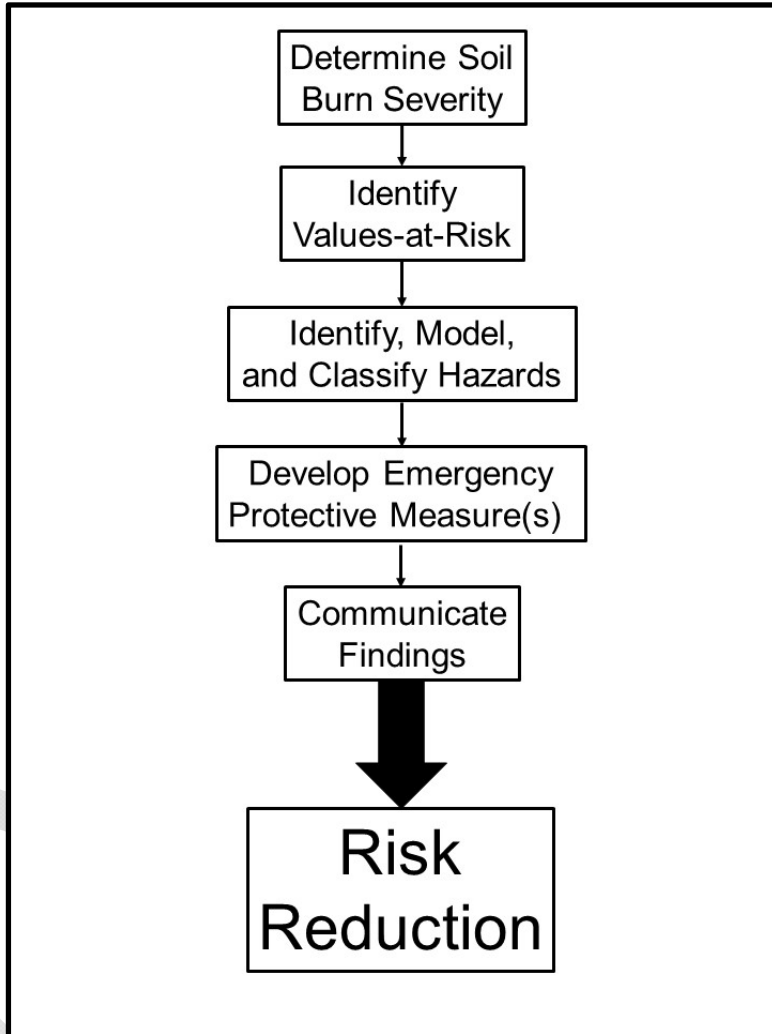 Determine Soil
Burn Severity
Identify
Values-at-Risk
Identify, Model,
and Classify Hazards
Develop Emergency
Protective Measure(s)
Communicate
Findings
Risk
Reduction